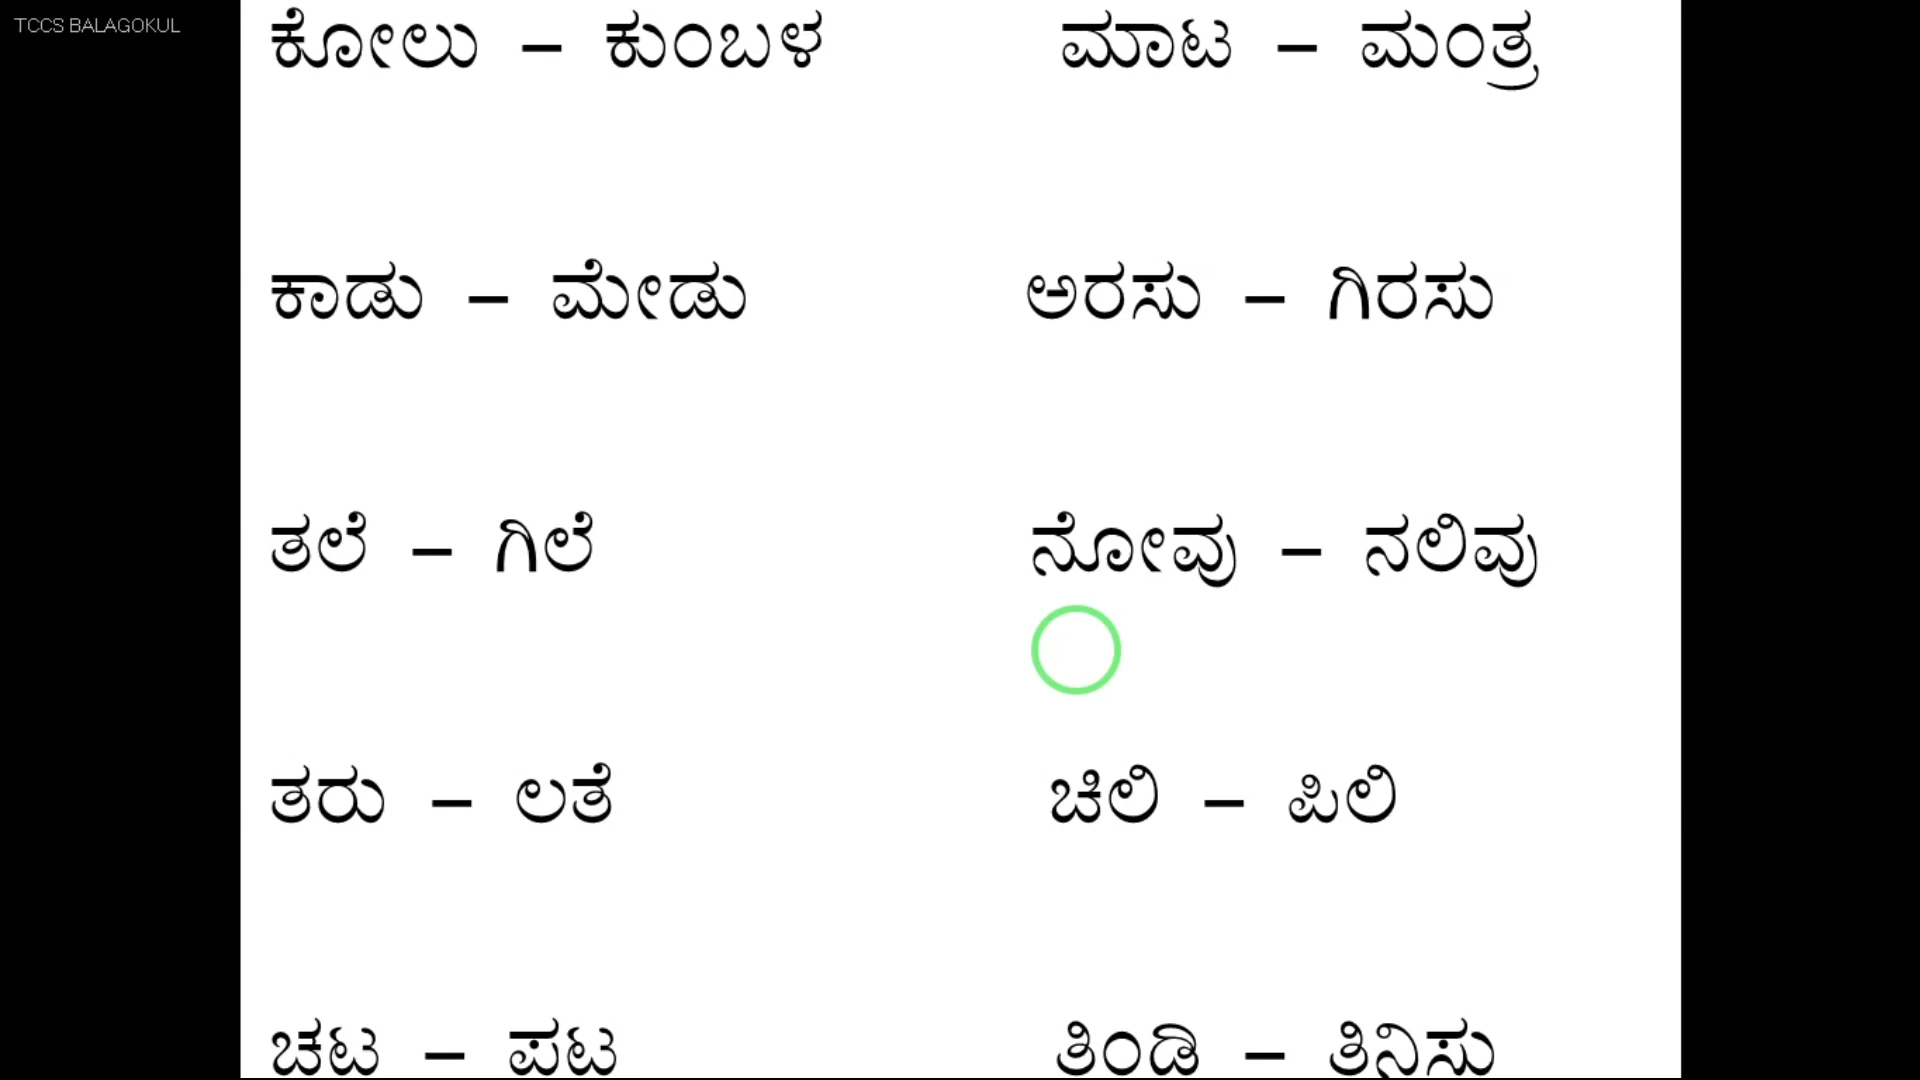 TCCS BALAGOKUL
ಕೋಲು – ಕುಂಬಳ ಮಾಟ – ಮಂತ್ರ
ಕಾಡು – ಮೇಡು ಅರಸು – ಗಿರಸು
ತಲೆ – ಗಿಲೆ ನೋವು – ನಲಿವು
ತರು – ಲತೆ ಚಿಲಿ – ಪಿಲಿ
ಚಟ – ಪಟ ತಿಂಡಿ – ತಿನಿಸು